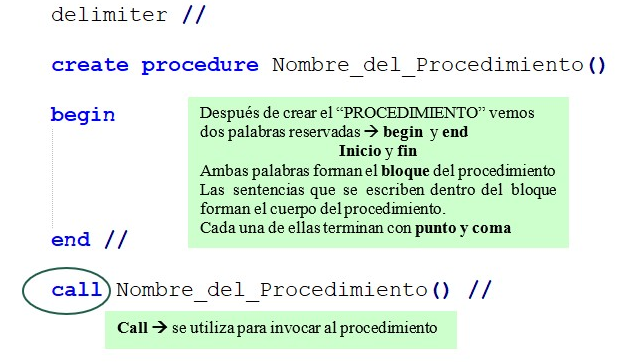 delimiter //
create procedure Nombre_del_Procedimiento()
begin
Después de crear el “PROCEDIMIENTO” vemos
dos palabras reservadas → begin y end
Inicio y fin
Ambas palabras forman el bloque del procedimiento
Las sentencias que se escriben dentro del bloque
forman el cuerpo del procedimiento.
Cada una de ellas terminan con punto y coma
end //
call Nombre_del_Procedimiento() //
Call → se utiliza para invocar al procedimiento